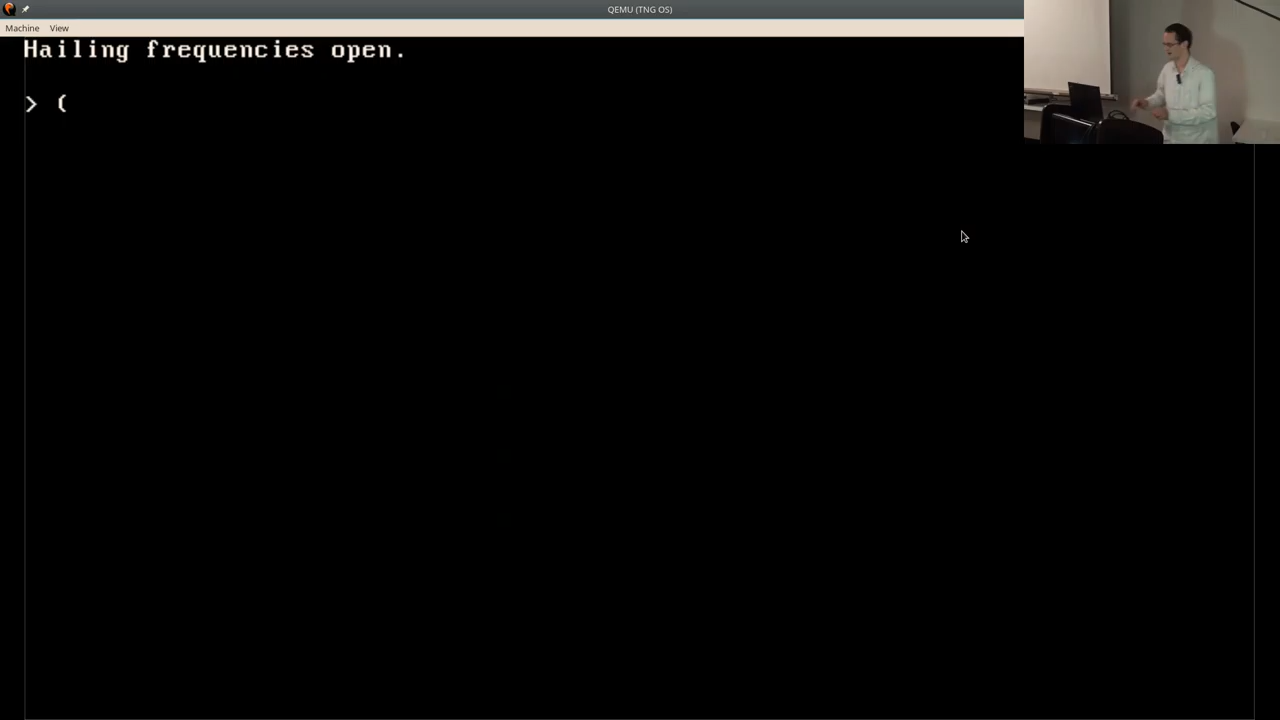 QEMU (TNG OS)
Machine View
Hailing frequencies open.
> (